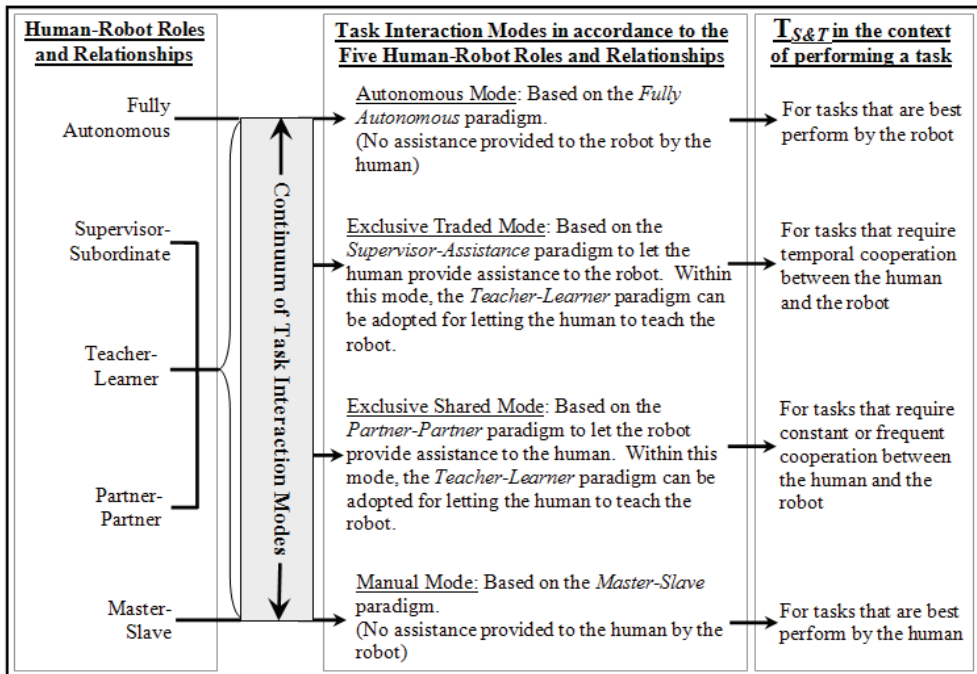 Human-Robot Roles
and Relationships
Fully
Autonomous
Supervisor-
Subordinate
Teacher-
Learner
Partner-
Partner
Master-
Slave
Continuum of Task Interaction Modes
Task Interaction Modes in accordance to the
Five Human-Robot Roles and Relationships
Autonomous Mode: Based on the Fully
Autonomous paradigm.
(No assistance provided to the robot by the
human)
Exclusive Traded Mode: Based on the
Supervisor-Assistance paradigm to let the
human provide assistance to the robot. Within
this mode, the Teacher-Learner paradigm can
be adopted for letting the human to teach the
robot.
Exclusive Shared Mode: Based on the
Partner-Partner paradigm to let the robot
provide assistance to the human. Within this
mode, the Teacher-Learner paradigm can be
adopted for letting the human to teach the
robot.
Manual Mode: Based on the Master-Slave
paradigm.
(No assistance provided to the human by the
robot)
TS&T in the context
of performing a task
For tasks that are best
perform by the robot
For tasks that require
temporal cooperation
between the human
and the robot
For tasks that require
constant or frequent
cooperation between
the human and the
robot
For tasks that are best
perform by the human